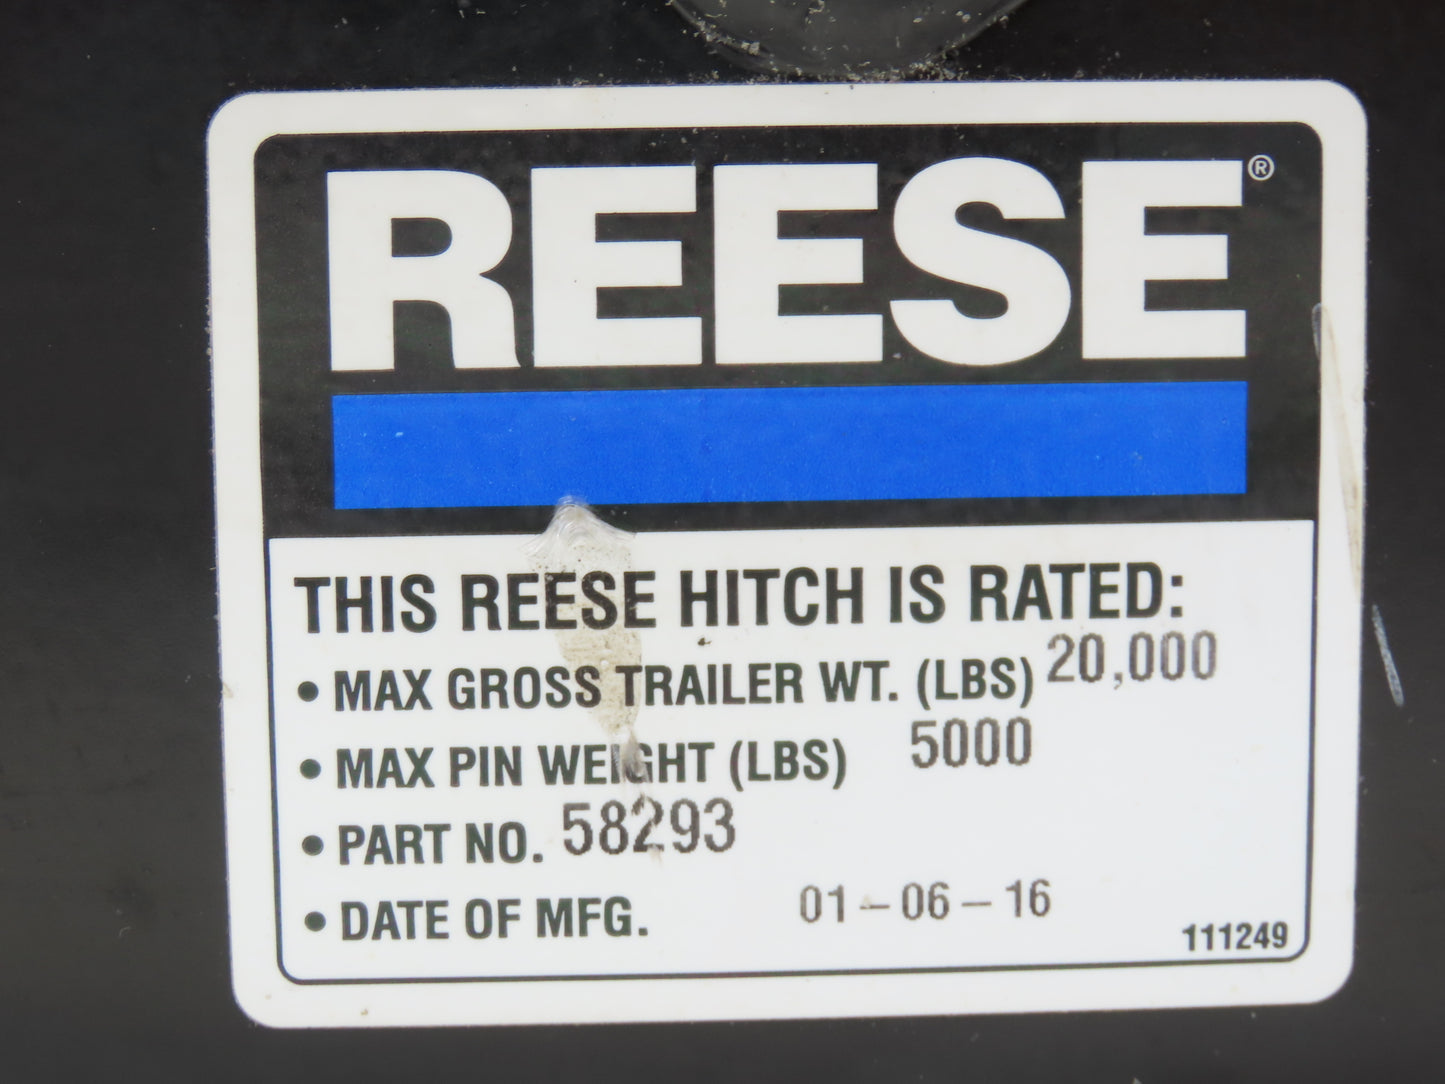 REESE®
THIS REESE HITCH IS RATED:
• MAX GROSS TRAILER WT. (LBS) 20,000
• MAX PIN WEIGHT (LBS) 5000
• PART NO. 58293
• DATE OF MFG. 01-06-16
111249